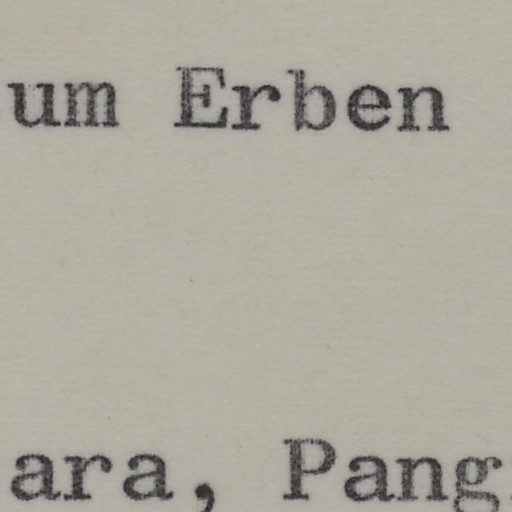 um Erben
ara, Pang